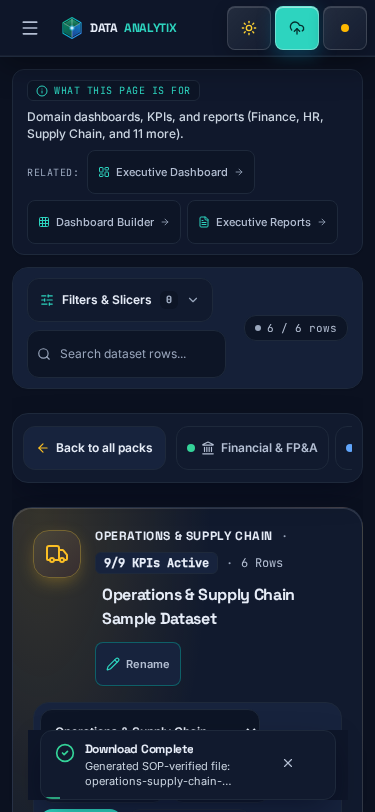 DATA ANALYTIX
WHAT THIS PAGE IS FOR
Domain dashboards, KPIs, and reports (Finance, HR,
Supply Chain, and 11 more).
RELATED:
Executive Dashboard →
Dashboard Builder →
Executive Reports →
Filters & Slicers 0
6 / 6 rows
Search dataset rows...
← Back to all packs
Financial & FP&A
OPERATIONS & SUPPLY CHAIN ·
9/9 KPIs Active · 6 Rows
Operations & Supply Chain
Sample Dataset
Rename
Operations & Supply Chain
Download Complete
Generated SOP-verified file:
operations-supply-chain-...